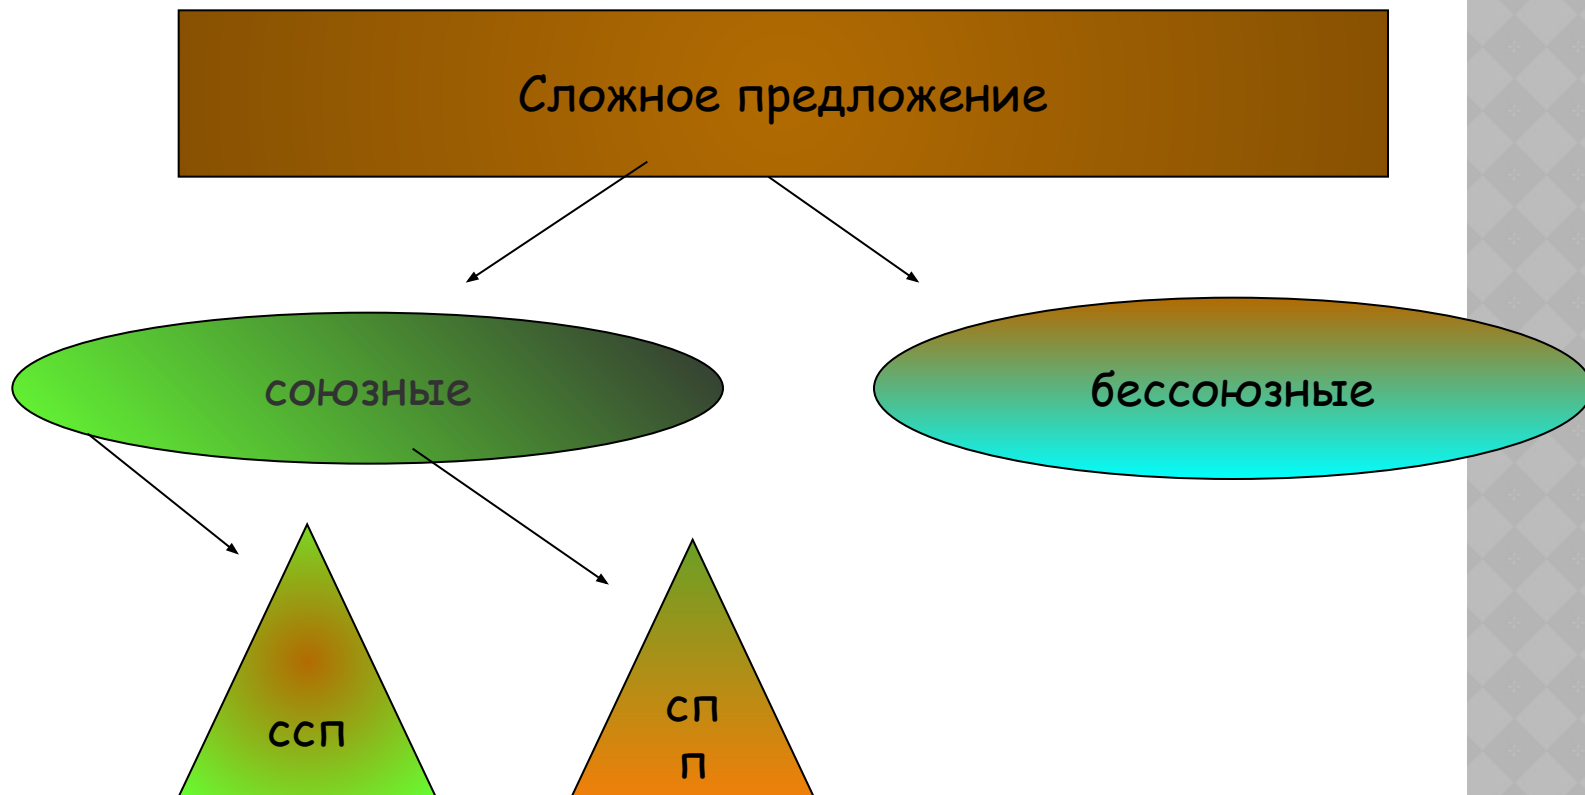 Сложное предложение
союзные
бессоюзные
ссп
сп
п